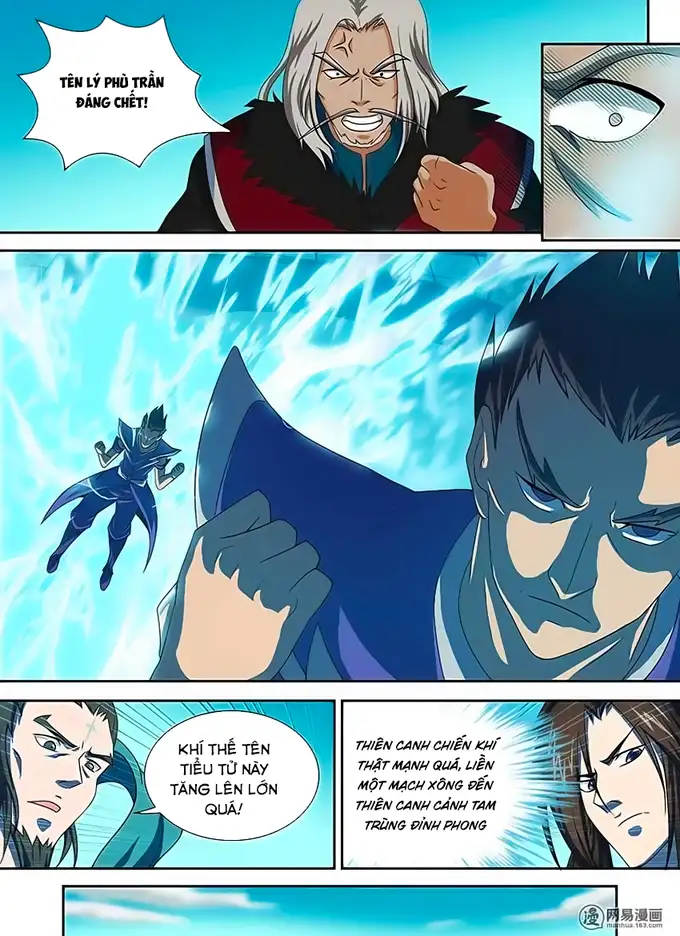 TÊN LÝ PHÙ TRẦN
ĐÁNG CHẾT!
KHÍ THẾ TÊN
TIỂU TỬ NÀY
TĂNG LÊN LỚN
QUÁ!
THIÊN CANH CHIẾN KHÍ
THẬT MẠNH QUÁ, LIỀN
MỘT MẠCH XÔNG ĐẾN
THIÊN CANH CẢNH TAM
TRÙNG ĐỈNH PHONG
漫 网易漫画
manhua.163.com